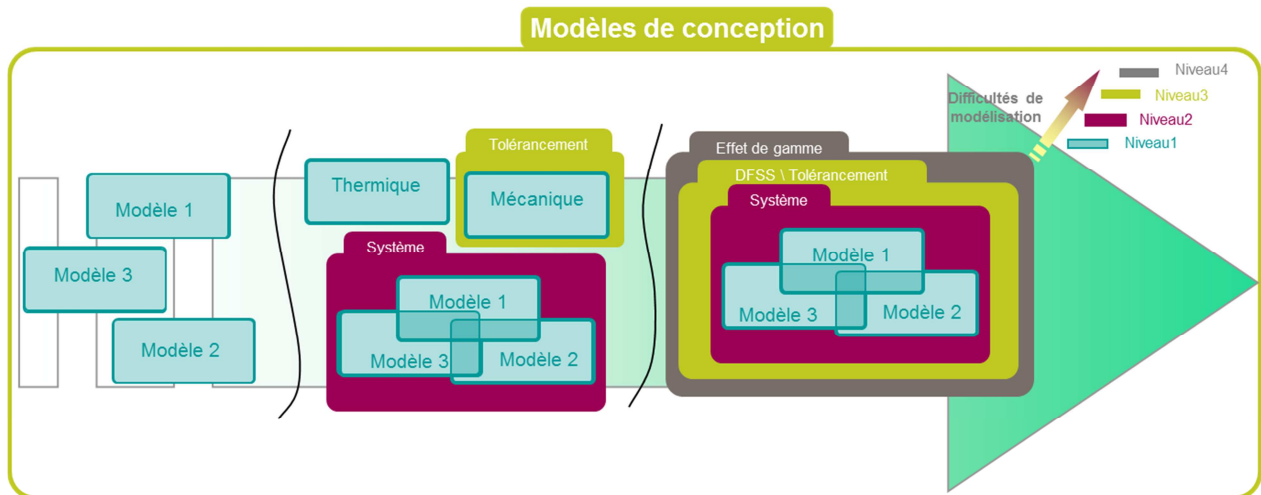 Modèles de conception
Niveau4
Difficultés de
modélisation
Niveau3
Niveau2
Niveau1
Modèle 1
Modèle 3
Modèle 2
Thermique
Tolérancement
Mécanique
Système
Modèle 1
Modèle 3
Modèle 2
Effet de gamme
DFSS \ Tolérancement
Système
Modèle 1
Modèle 3
Modèle 2